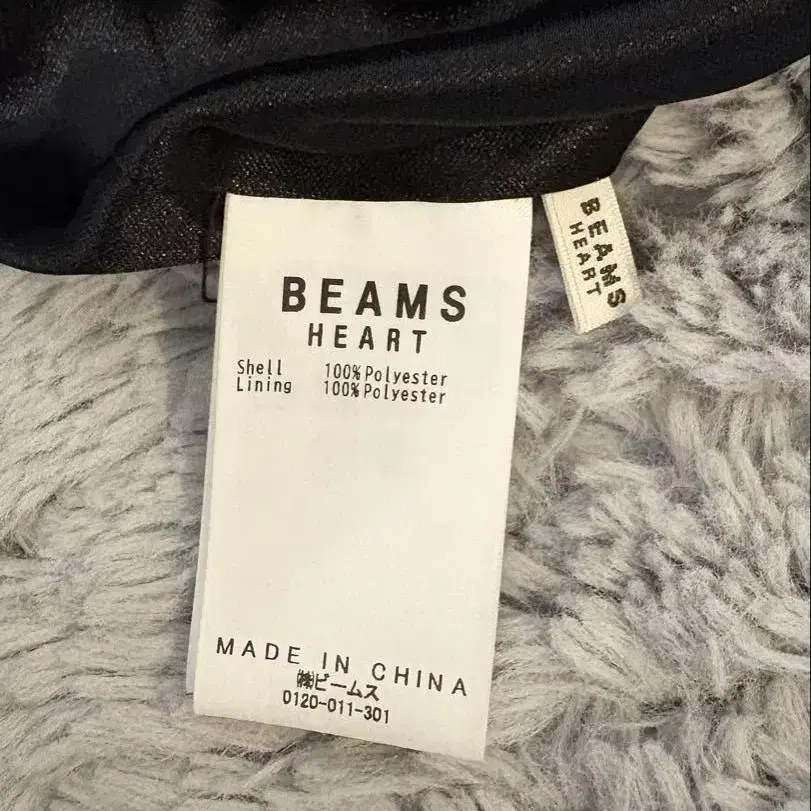 BEAMS
HEART
Shell 100%Polyester
Lining 100%Polyester
MADE IN CHINA
㈱ビームス
0120-011-301
BEAMS
HEART